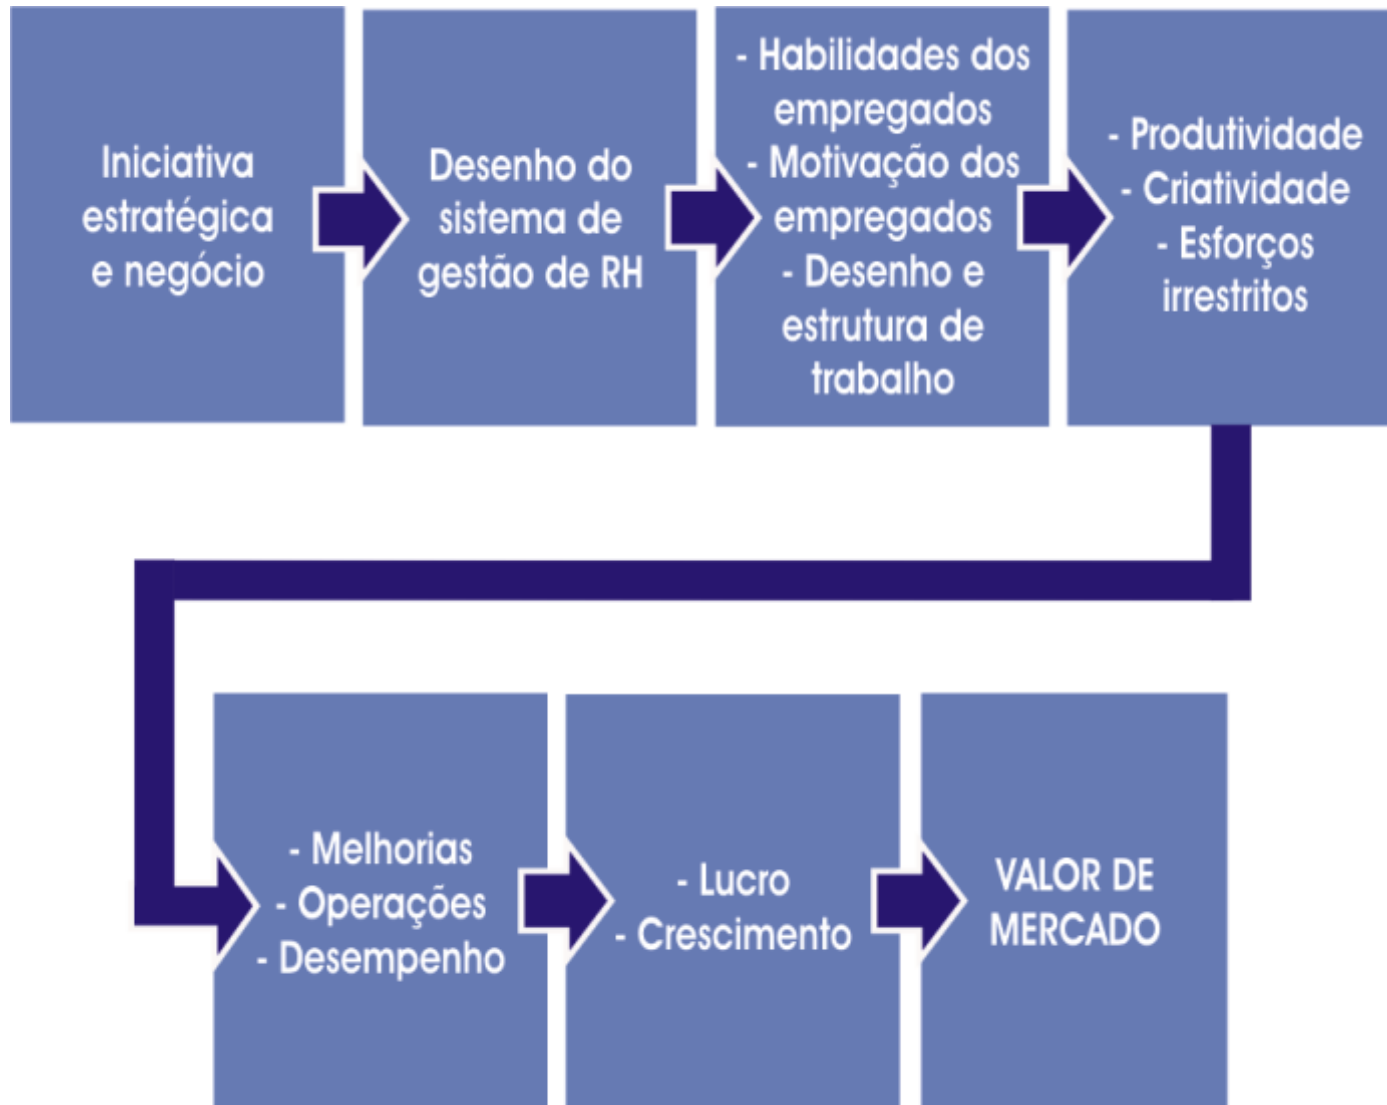 Iniciativa
estratégica
e negócio
Desenho do
sistema de
gestão de RH
- Habilidades dos
empregados
- Motivação dos
empregados
- Desenho e
estrutura de
trabalho
- Produtividade
- Criatividade
- Esforços
irrestritos
- Melhorias
- Operações
- Desempenho
- Lucro
- Crescimento
VALOR DE
MERCADO